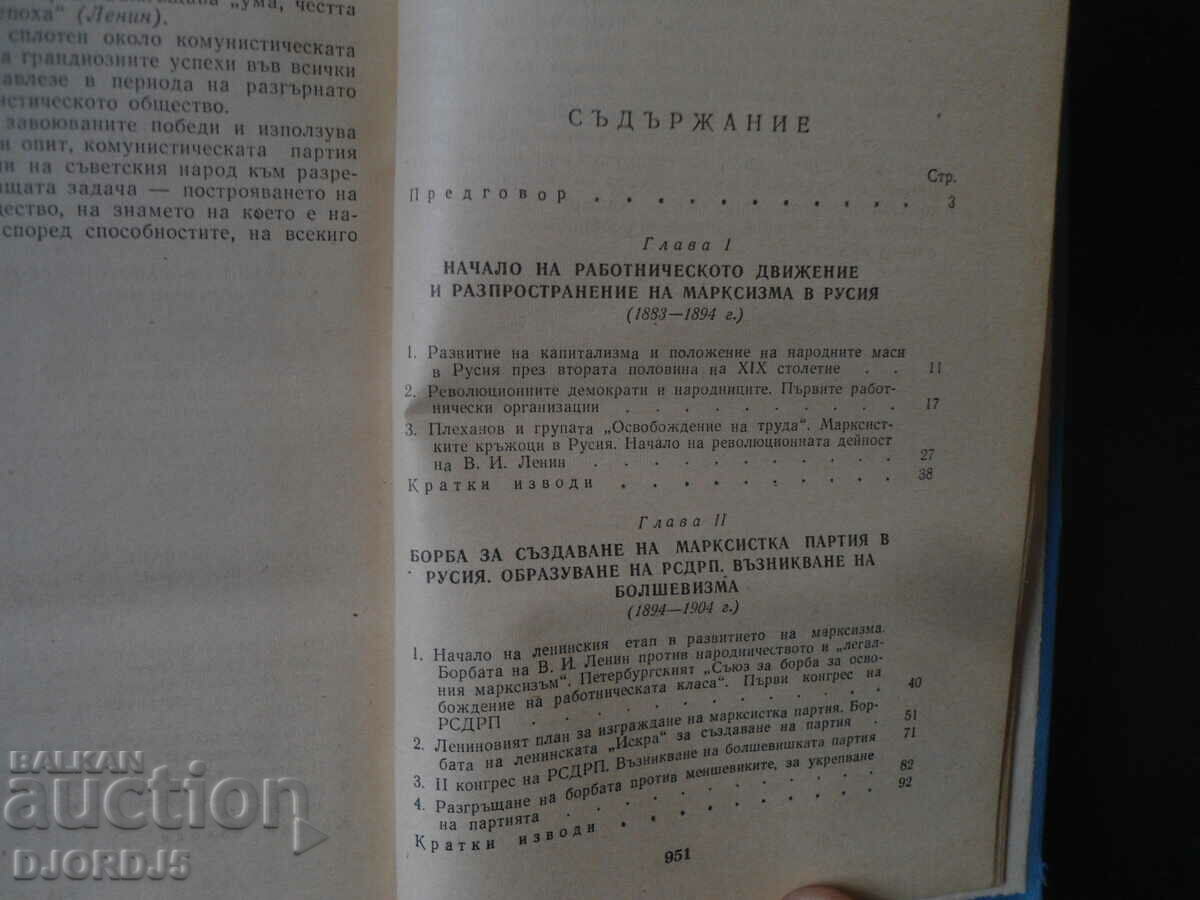 „ума, честта
епоха“ (Ленин).
сплотен около комунистическата
а грандиозните успехи във всички
авлезе в периода на разгърнато
истическото общество.
завоюваните победи и използува
н опит, комунистическата партия
ли на съветския народ към разре-
ащата задача — построяването на
щество, на знамето на което е на-
според способностите, на всекиго
СЪДЪРЖАНИЕ
Стр.
Предговор . . . . . . . . . . . 3
Глава I
НАЧАЛО НА РАБОТНИЧЕСКОТО ДВИЖЕНИЕ
И РАЗПРОСТРАНЕНИЕ НА МАРКСИЗМА В РУСИЯ
(1883—1894 г.)
1. Развитие на капитализма и положение на народните маси
в Русия през втората половина на XIX столетие . . 11
2. Революционните демократи и народниците. Първите работ-
нически организации . . . . . . . . . 17
3. Плеханов и групата „Освобождение на труда“. Марксист-
ките кръжоци в Русия. Начало на революционната дейност
на В. И. Ленин . . . . . . . . . . 27
Кратки изводи . . . . . . . . . 38
Глава II
БОРБА ЗА СЪЗДАВАНЕ НА МАРКСИСТКА ПАРТИЯ В
РУСИЯ. ОБРАЗУВАНЕ НА РСДРП. ВЪЗНИКВАНЕ НА
БОЛШЕВИЗМА
(1894—1904 г.)
1. Начало на ленинския етап в развитието на марксизма.
Борбата на В. И. Ленин против народничеството и „легал-
ния марксизъм“. Петербургският „Съюз за борба за осво-
бождение на работническата класа“. Първи конгрес на
РСДРП . . . . . . . . . . . 40
2. Лениновият план за изграждане на марксистка партия. Бор-
бата на ленинската „Искра“ за създаване на партия . 51
3. II конгрес на РСДРП. Възникване на болшевишката партия 71
4. Разгръщане на борбата против меншевиките, за укрепване
на партията . . . . . . . . . . 82
Кратки изводи . . . . . . . . . 92
951
BALKAN
auction
DJORDJ5